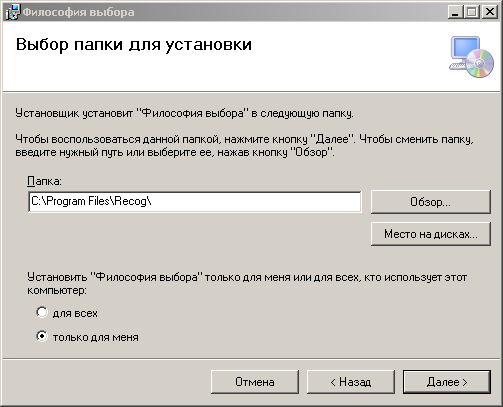 Философия выбора
Выбор папки для установки
Установщик установит "Философия выбора" в следующую папку.
Чтобы воспользоваться данной папкой, нажмите кнопку "Далее". Чтобы сменить папку,
введите нужный путь или выберите ее, нажав кнопку "Обзор".
Папка:
C:\Program Files\Recog\
Обзор...
Место на дисках...
Установить "Философия выбора" только для меня или для всех, кто использует этот
компьютер:
для всех
только для меня
Отмена
< Назад
Далее >